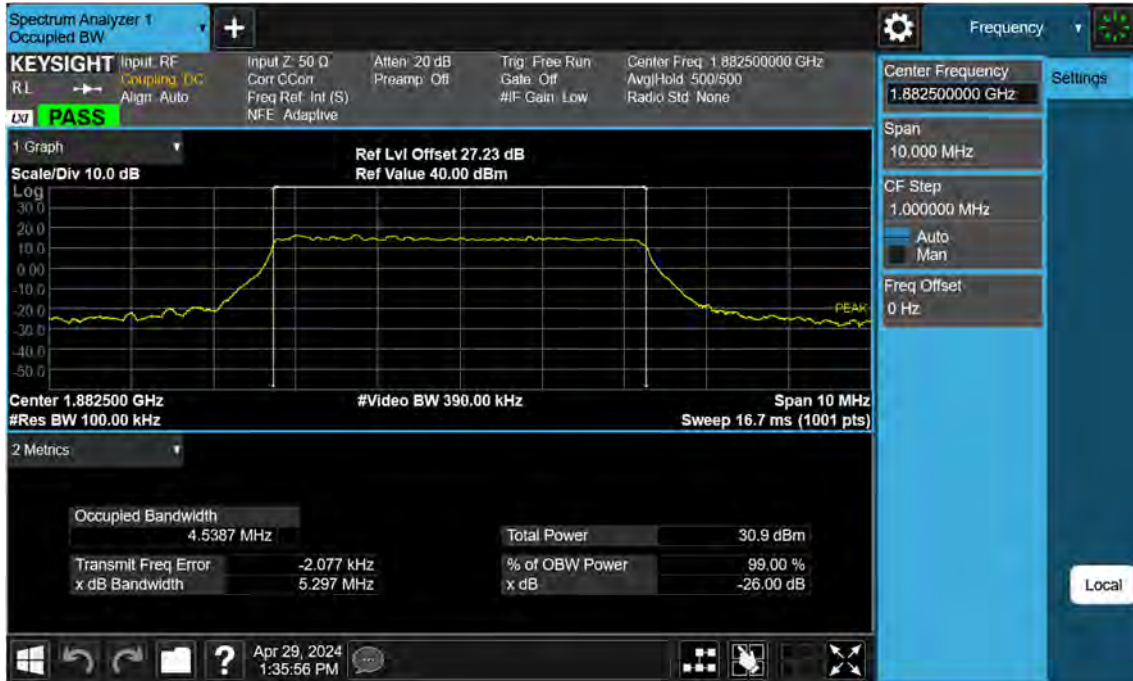 Spectrum Analyzer 1
Occupied BW
+
Frequency
KEYSIGHT
RL
LXI PASS
Input: RF
Coupling: DC
Align: Auto
Input Z: 50 Ω
Corr CCorr
Freq Ref: Int (S)
NFE: Adaptive
Atten: 20 dB
Preamp: Off
Trig: Free Run
Gate: Off
#IF Gain: Low
Center Freq: 1.882500000 GHz
Avg|Hold: 500/500
Radio Std: None
Center Frequency
1.882500000 GHz
Settings
Span
10.000 MHz
CF Step
1.000000 MHz
Auto
Man
Freq Offset
0 Hz
Local
1 Graph
Scale/Div 10.0 dB
Ref Lvl Offset 27.23 dB
Ref Value 40.00 dBm
Log
30.0
20.0
10.0
0.00
-10.0
-20.0
-30.0
-40.0
-50.0
PEAK
Center 1.882500 GHz
#Video BW 390.00 kHz
Span 10 MHz
#Res BW 100.00 kHz
Sweep 16.7 ms (1001 pts)
2 Metrics
Occupied Bandwidth
4.5387 MHz
Total Power 30.9 dBm
Transmit Freq Error -2.077 kHz
% of OBW Power 99.00 %
x dB Bandwidth 5.297 MHz
x dB -26.00 dB
?
Apr 29, 2024
1:35:56 PM